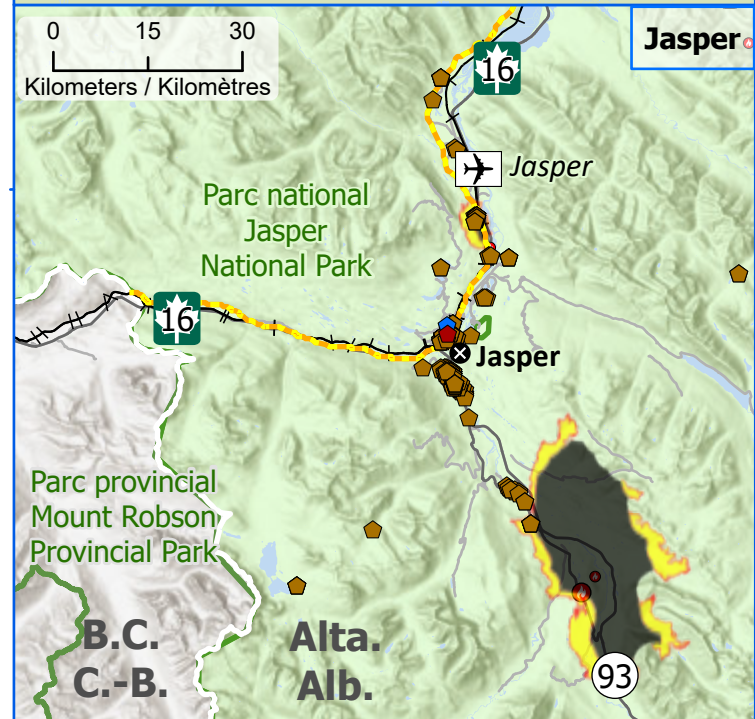 0 15 30
Kilometers / Kilomètres
Jasper
16
Jasper
Parc national
Jasper
National Park
16
Jasper
Parc provincial
Mount Robson
Provincial Park
B.C.
C.-B.
Alta.
Alb.
93